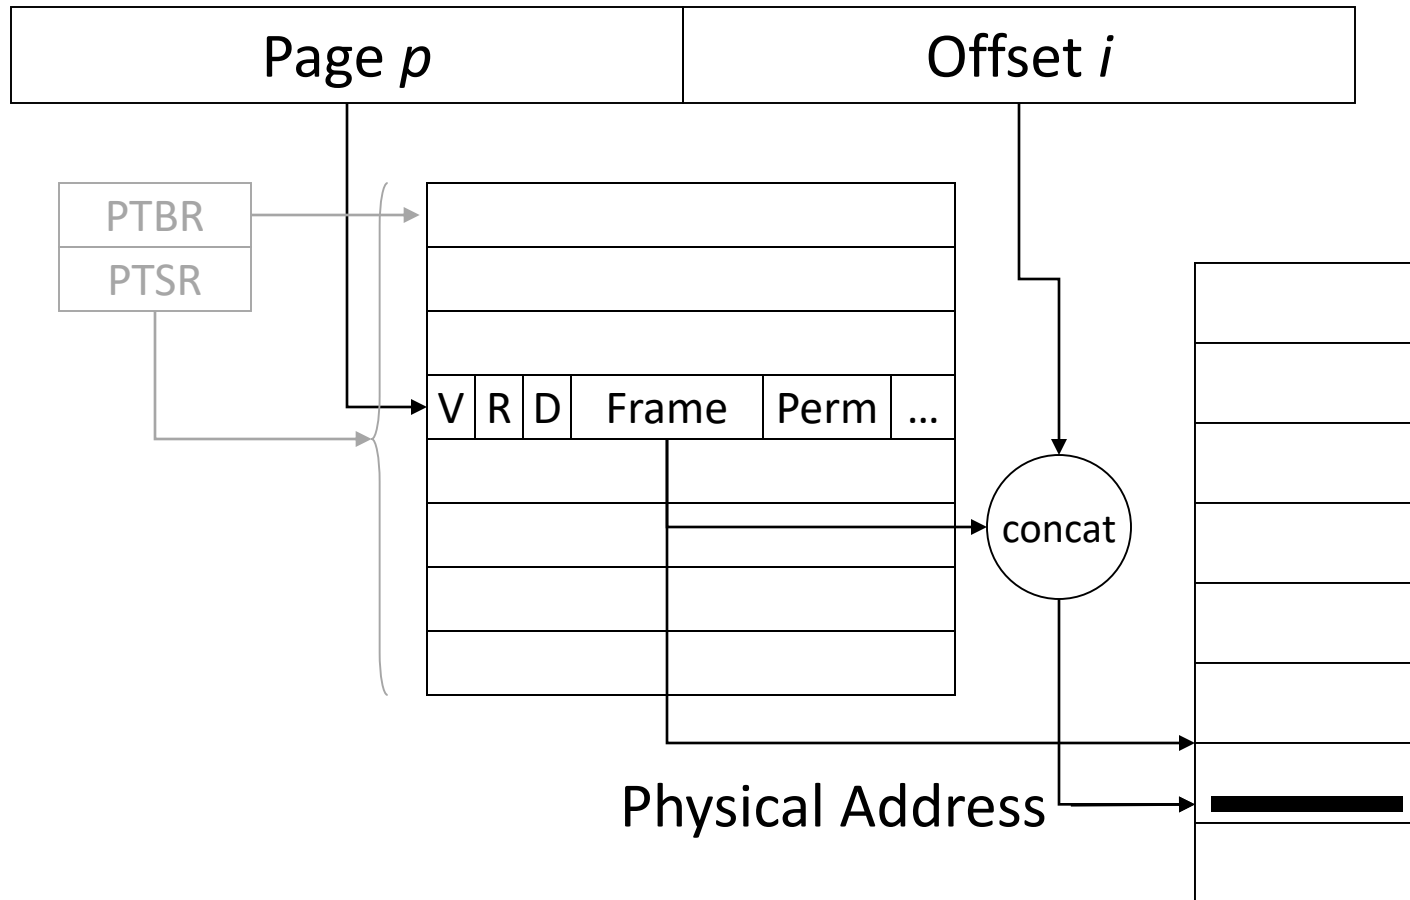 Page p
Offset i
PTBR
PTSR
V R D Frame Perm ...
concat
Physical Address